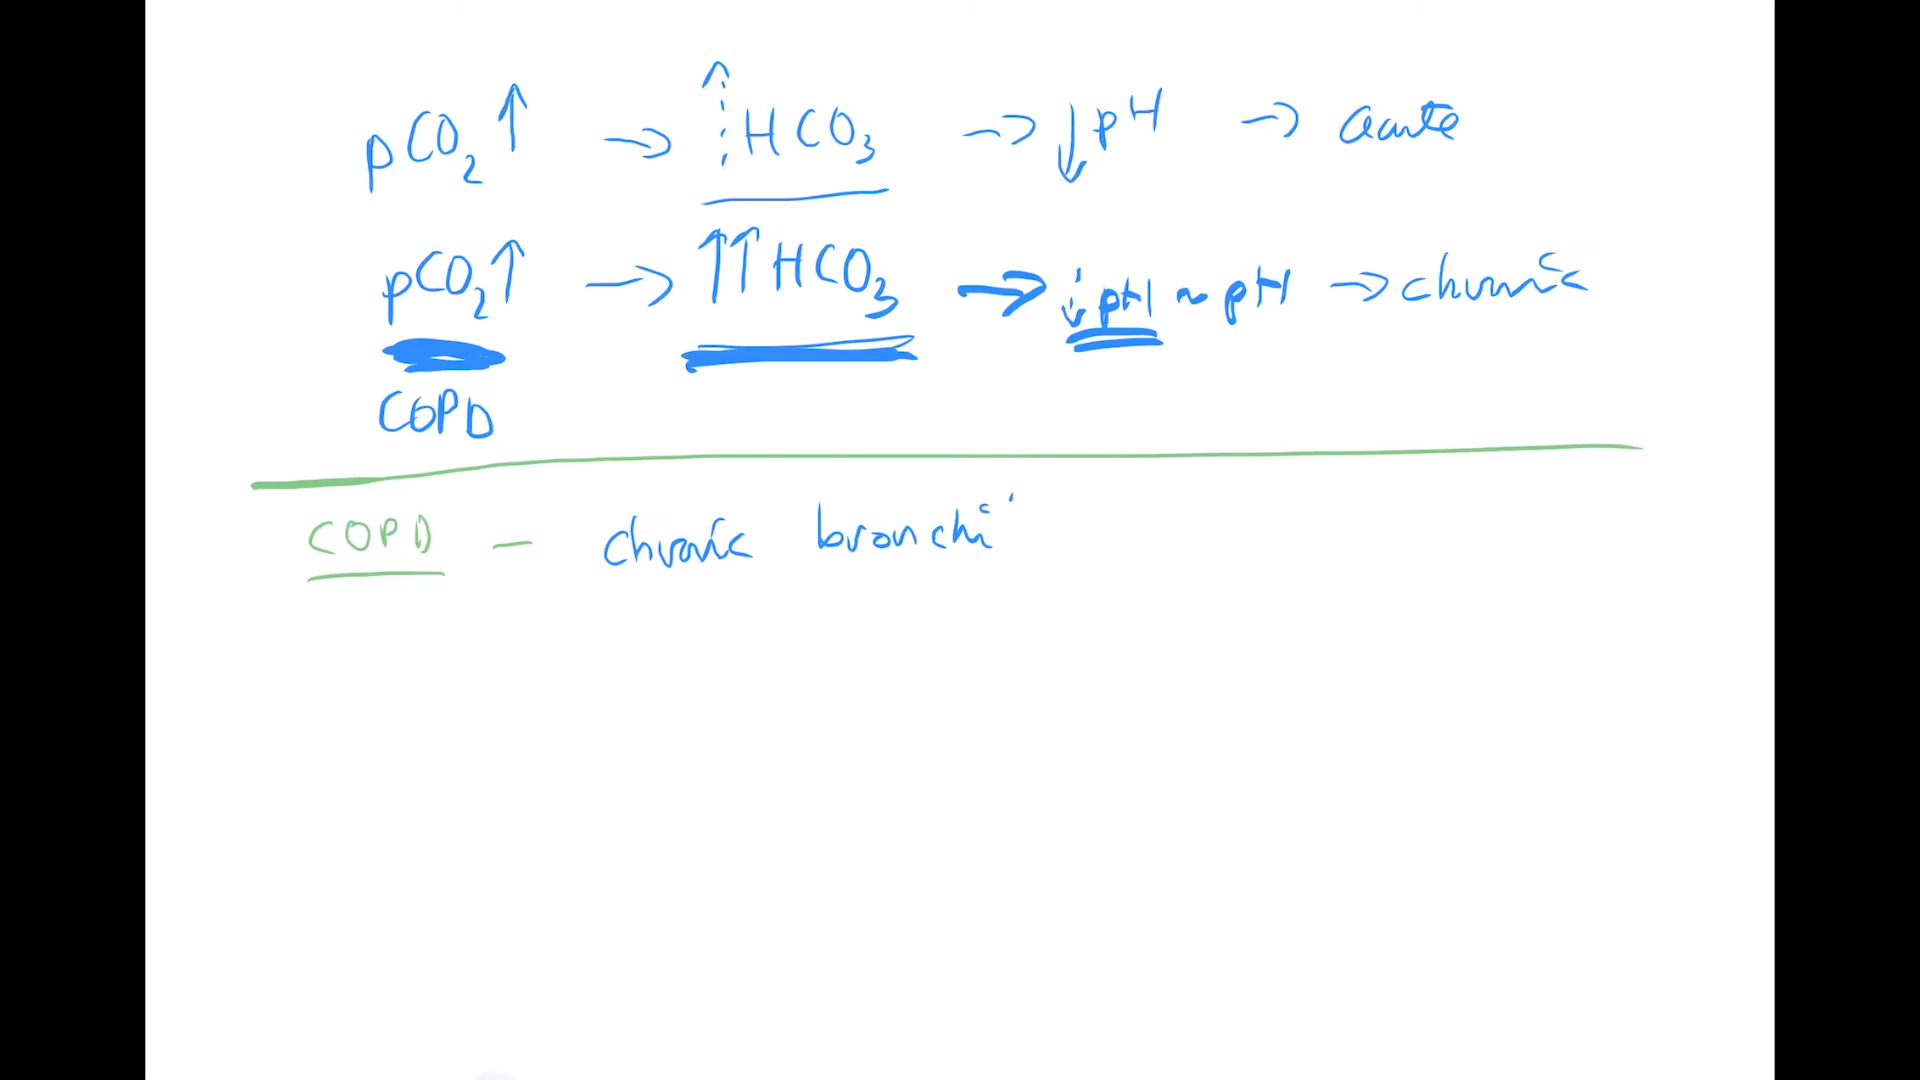 pCO₂ ↑ → ↑ HCO₃ → ↓ pH → acute
pCO₂ ↑ → ↑↑ HCO₃ → ↓ pH ~ pH → chronic
COPD
COPD - chronic bronchi